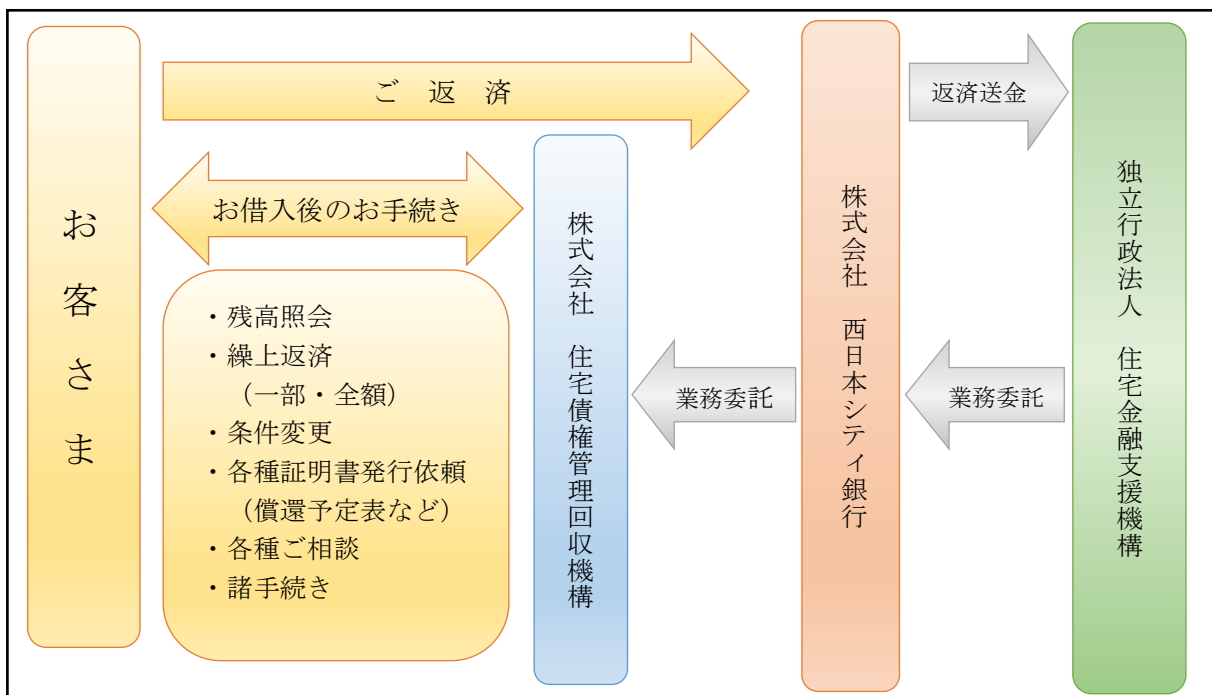 お客さま
ご　返　済
お借入後のお手続き
・残高照会
・繰上返済
（一部・全額）
・条件変更
・各種証明書発行依頼
（償還予定表など）
・各種ご相談
・諸手続き
株式会社　住宅債権管理回収機構
業務委託
株式会社　西日本シティ銀行
返済送金
業務委託
独立行政法人　住宅金融支援機構